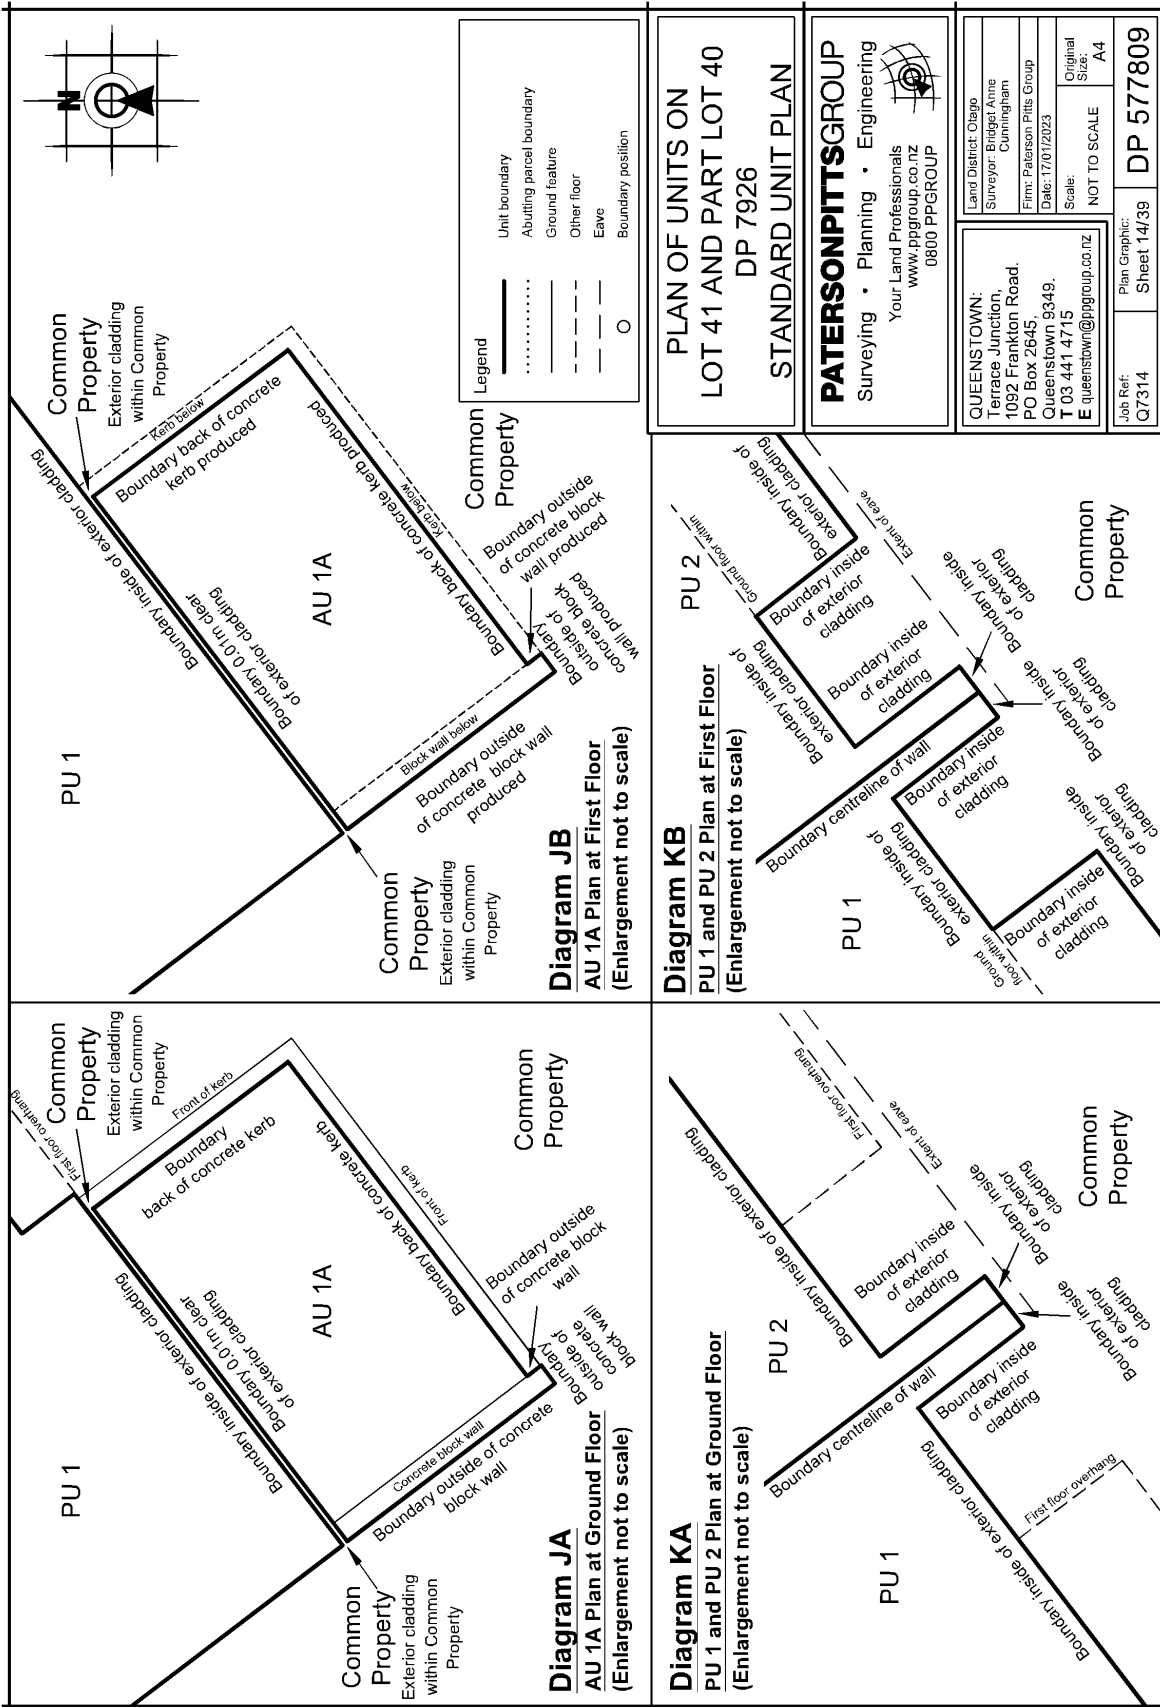 N
PU 1
First floor overhang
Common
Property
Exterior cladding
within Common
Property
Front of kerb
Boundary
back of concrete kerb
Boundary inside of exterior cladding
Boundary 0.01m clear
of exterior cladding
AU 1A
Boundary back of concrete kerb
Front of kerb
Common
Property
Concrete block wall
Boundary outside of concrete
block wall
Boundary outside
of concrete block
wall
Boundary
outside of
concrete
block wall
Common
Property
Exterior cladding
within Common
Property
Diagram JA
AU 1A Plan at Ground Floor
(Enlargement not to scale)
PU 1
Common
Property
Exterior cladding
within Common
Property
Kerb below
Boundary back of concrete
kerb produced
Boundary inside of exterior cladding
Boundary 0.01m clear
of exterior cladding
AU 1A
Boundary back of concrete kerb produced
Kerb below
Common
Property
Block wall below
Boundary outside
of concrete block wall
produced
Boundary outside
of concrete block
wall produced
Boundary
outside of
concrete block
wall produced
Common
Property
Exterior cladding
within Common
Property
Diagram JB
AU 1A Plan at First Floor
(Enlargement not to scale)
Legend
Unit boundary
Abutting parcel boundary
Ground feature
Other floor
Eave
Boundary position
Diagram KA
PU 1 and PU 2 Plan at Ground Floor
(Enlargement not to scale)
PU 2
PU 1
Boundary inside of exterior cladding
First floor overhang
Extent of eave
Boundary inside
of exterior
cladding
Boundary centreline of wall
Boundary inside
of exterior
cladding
Boundary inside
of exterior
cladding
Boundary inside
of exterior
cladding
Boundary inside of exterior cladding
First floor overhang
Common
Property
Diagram KB
PU 1 and PU 2 Plan at First Floor
(Enlargement not to scale)
PU 2
PU 1
Ground floor within
Boundary inside of
exterior cladding
Boundary inside
of exterior
cladding
Boundary inside of
exterior cladding
Extent of eave
Boundary inside
of exterior
cladding
Boundary centreline of wall
Boundary inside
of exterior
cladding
Boundary inside
of exterior
cladding
Boundary inside
of exterior
cladding
Boundary inside of
exterior cladding
Ground
floor within
Boundary inside
of exterior
cladding
Boundary inside
of exterior
cladding
Common
Property
PLAN OF UNITS ON
LOT 41 AND PART LOT 40
DP 7926
STANDARD UNIT PLAN
PATERSONPITTSGROUP
Surveying • Planning • Engineering
Your Land Professionals
www.ppgroup.co.nz
0800 PPGROUP
QUEENSTOWN:
Terrace Junction,
1092 Frankton Road.
PO Box 2645,
Queenstown 9349.
T 03 441 4715
E queenstown@ppgroup.co.nz
Land District: Otago
Surveyor: Bridget Anne
Cunningham
Firm: Paterson Pitts Group
Date: 17/01/2023
Scale:
NOT TO SCALE
Original
Size:
A4
Job Ref:
Q7314
Plan Graphic:
Sheet 14/39
DP 577809